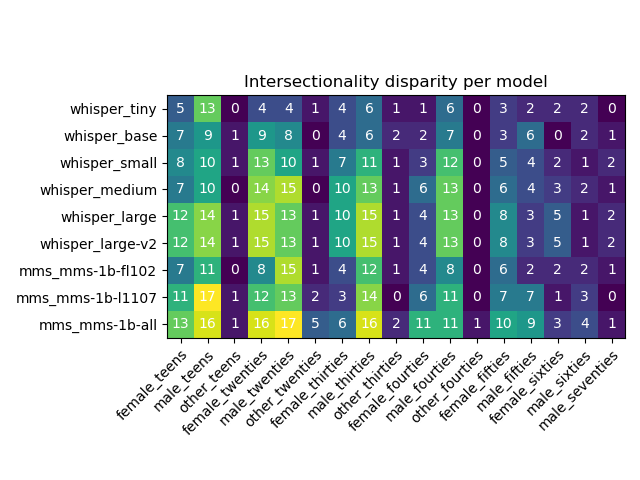 Intersectionality disparity per model
whisper_tiny 5 13 0 4 4 1 4 6 1 1 6 0 3 2 2 2 0
whisper_base 7 9 1 9 8 0 4 6 2 2 7 0 3 6 0 2 1
whisper_small 8 10 1 13 10 1 7 11 1 3 12 0 5 4 2 1 2
whisper_medium 7 10 0 14 15 0 10 13 1 6 13 0 6 4 3 2 1
whisper_large 12 14 1 15 13 1 10 15 1 4 13 0 8 3 5 1 2
whisper_large-v2 12 14 1 15 13 1 10 15 1 4 13 0 8 3 5 1 2
mms_mms-1b-fl102 7 11 0 8 15 1 4 12 1 4 8 0 6 2 2 2 1
mms_mms-1b-l1107 11 17 1 12 13 2 3 14 0 6 11 0 7 7 1 3 0
mms_mms-1b-all 13 16 1 16 17 5 6 16 2 11 11 1 10 9 3 4 1
female_teens
male_teens
other_teens
female_twenties
male_twenties
other_twenties
female_thirties
male_thirties
other_thirties
female_fourties
male_fourties
other_fourties
female_fifties
male_fifties
female_sixties
male_sixties
male_seventies